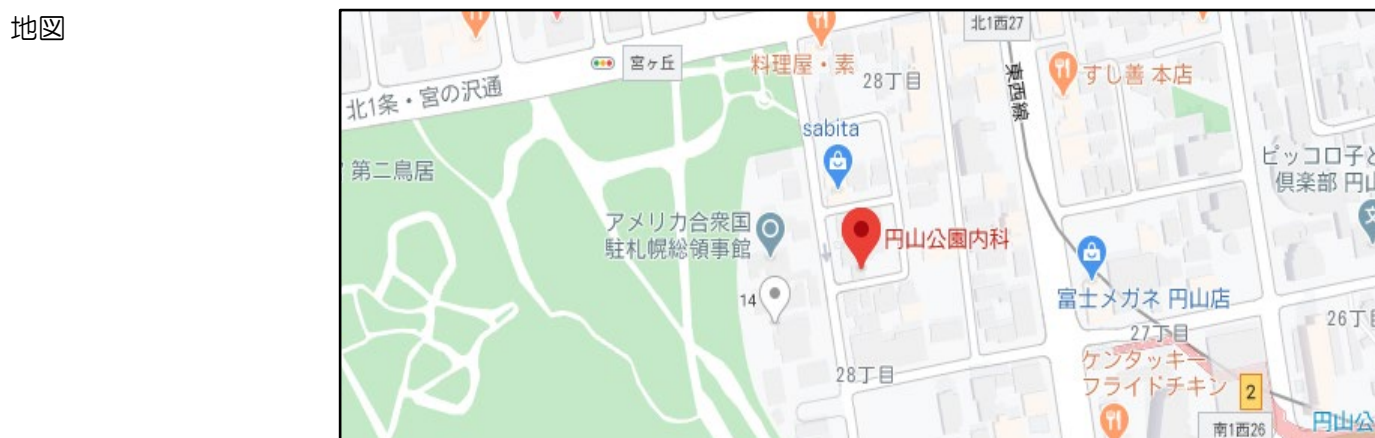 地図
北1西27
宮ヶ丘
料理屋・素
28丁目
東西線
すし善 本店
北1条・宮の沢通
sabita
第二鳥居
ピッコロ子ど
倶楽部 円山
アメリカ合衆国
駐札幌総領事館
円山公園内科
14
富士メガネ 円山店
27丁目
26丁目
ケンタッキー
フライドチキン
28丁目
2
南1西26
円山公